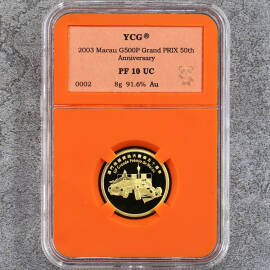 YCG®
2003 Macau G500P Grand PRIX 50th
Anniversary
PF 10 UC
0002 8g 91.6% Au